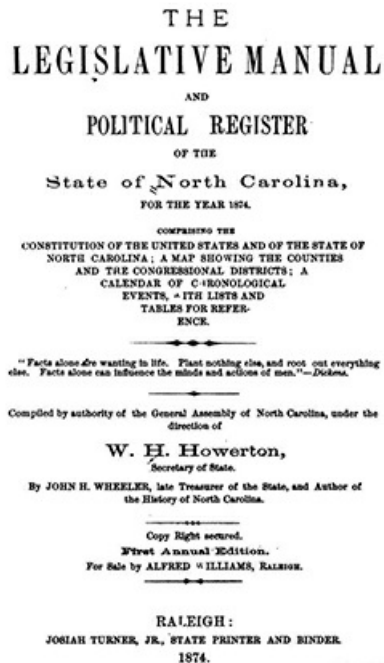 THE
LEGISLATIVE MANUAL
AND
POLITICAL REGISTER
OF THE
State of North Carolina,
FOR THE YEAR 1874.
COMPRISING THE
CONSTITUTION OF THE UNITED STATES AND OF THE STATE OF
NORTH CAROLINA; A MAP SHOWING THE COUNTIES
AND THE CONGRESSIONAL DISTRICTS; A
CALENDAR OF CHRONOLOGICAL
EVENTS, WITH LISTS AND
TABLES FOR REFER-
ENCE.
"Facts alone are wanting in life. Plant nothing else, and root out everything
else. Facts alone can influence the minds and actions of men."—Dickens.
Compiled by authority of the General Assembly of North Carolina, under the
direction of
W. H. Howerton,
Secretary of State.
By JOHN H. WHEELER, late Treasurer of the State, and Author of
the History of North Carolina.
Copy Right secured.
First Annual Edition.
For Sale by ALFRED WILLIAMS, RALEIGH.
RALEIGH:
JOSIAH TURNER, JR., STATE PRINTER AND BINDER.
1874.